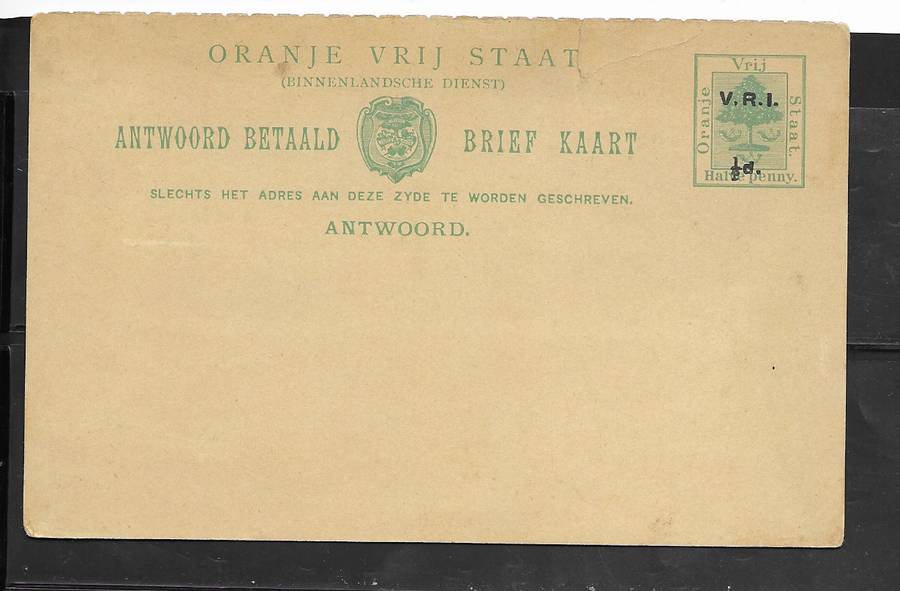 ORANJE VRIJ STAAT
(BINNENLANDSCHE DIENST)
ANTWOORD BETAALD BRIEF KAART
SLECHTS HET ADRES AAN DEZE ZYDE TE WORDEN GESCHREVEN.
ANTWOORD.
Vrij
Oranje
Staat.
V.R.I.
½d.
Halve penny.